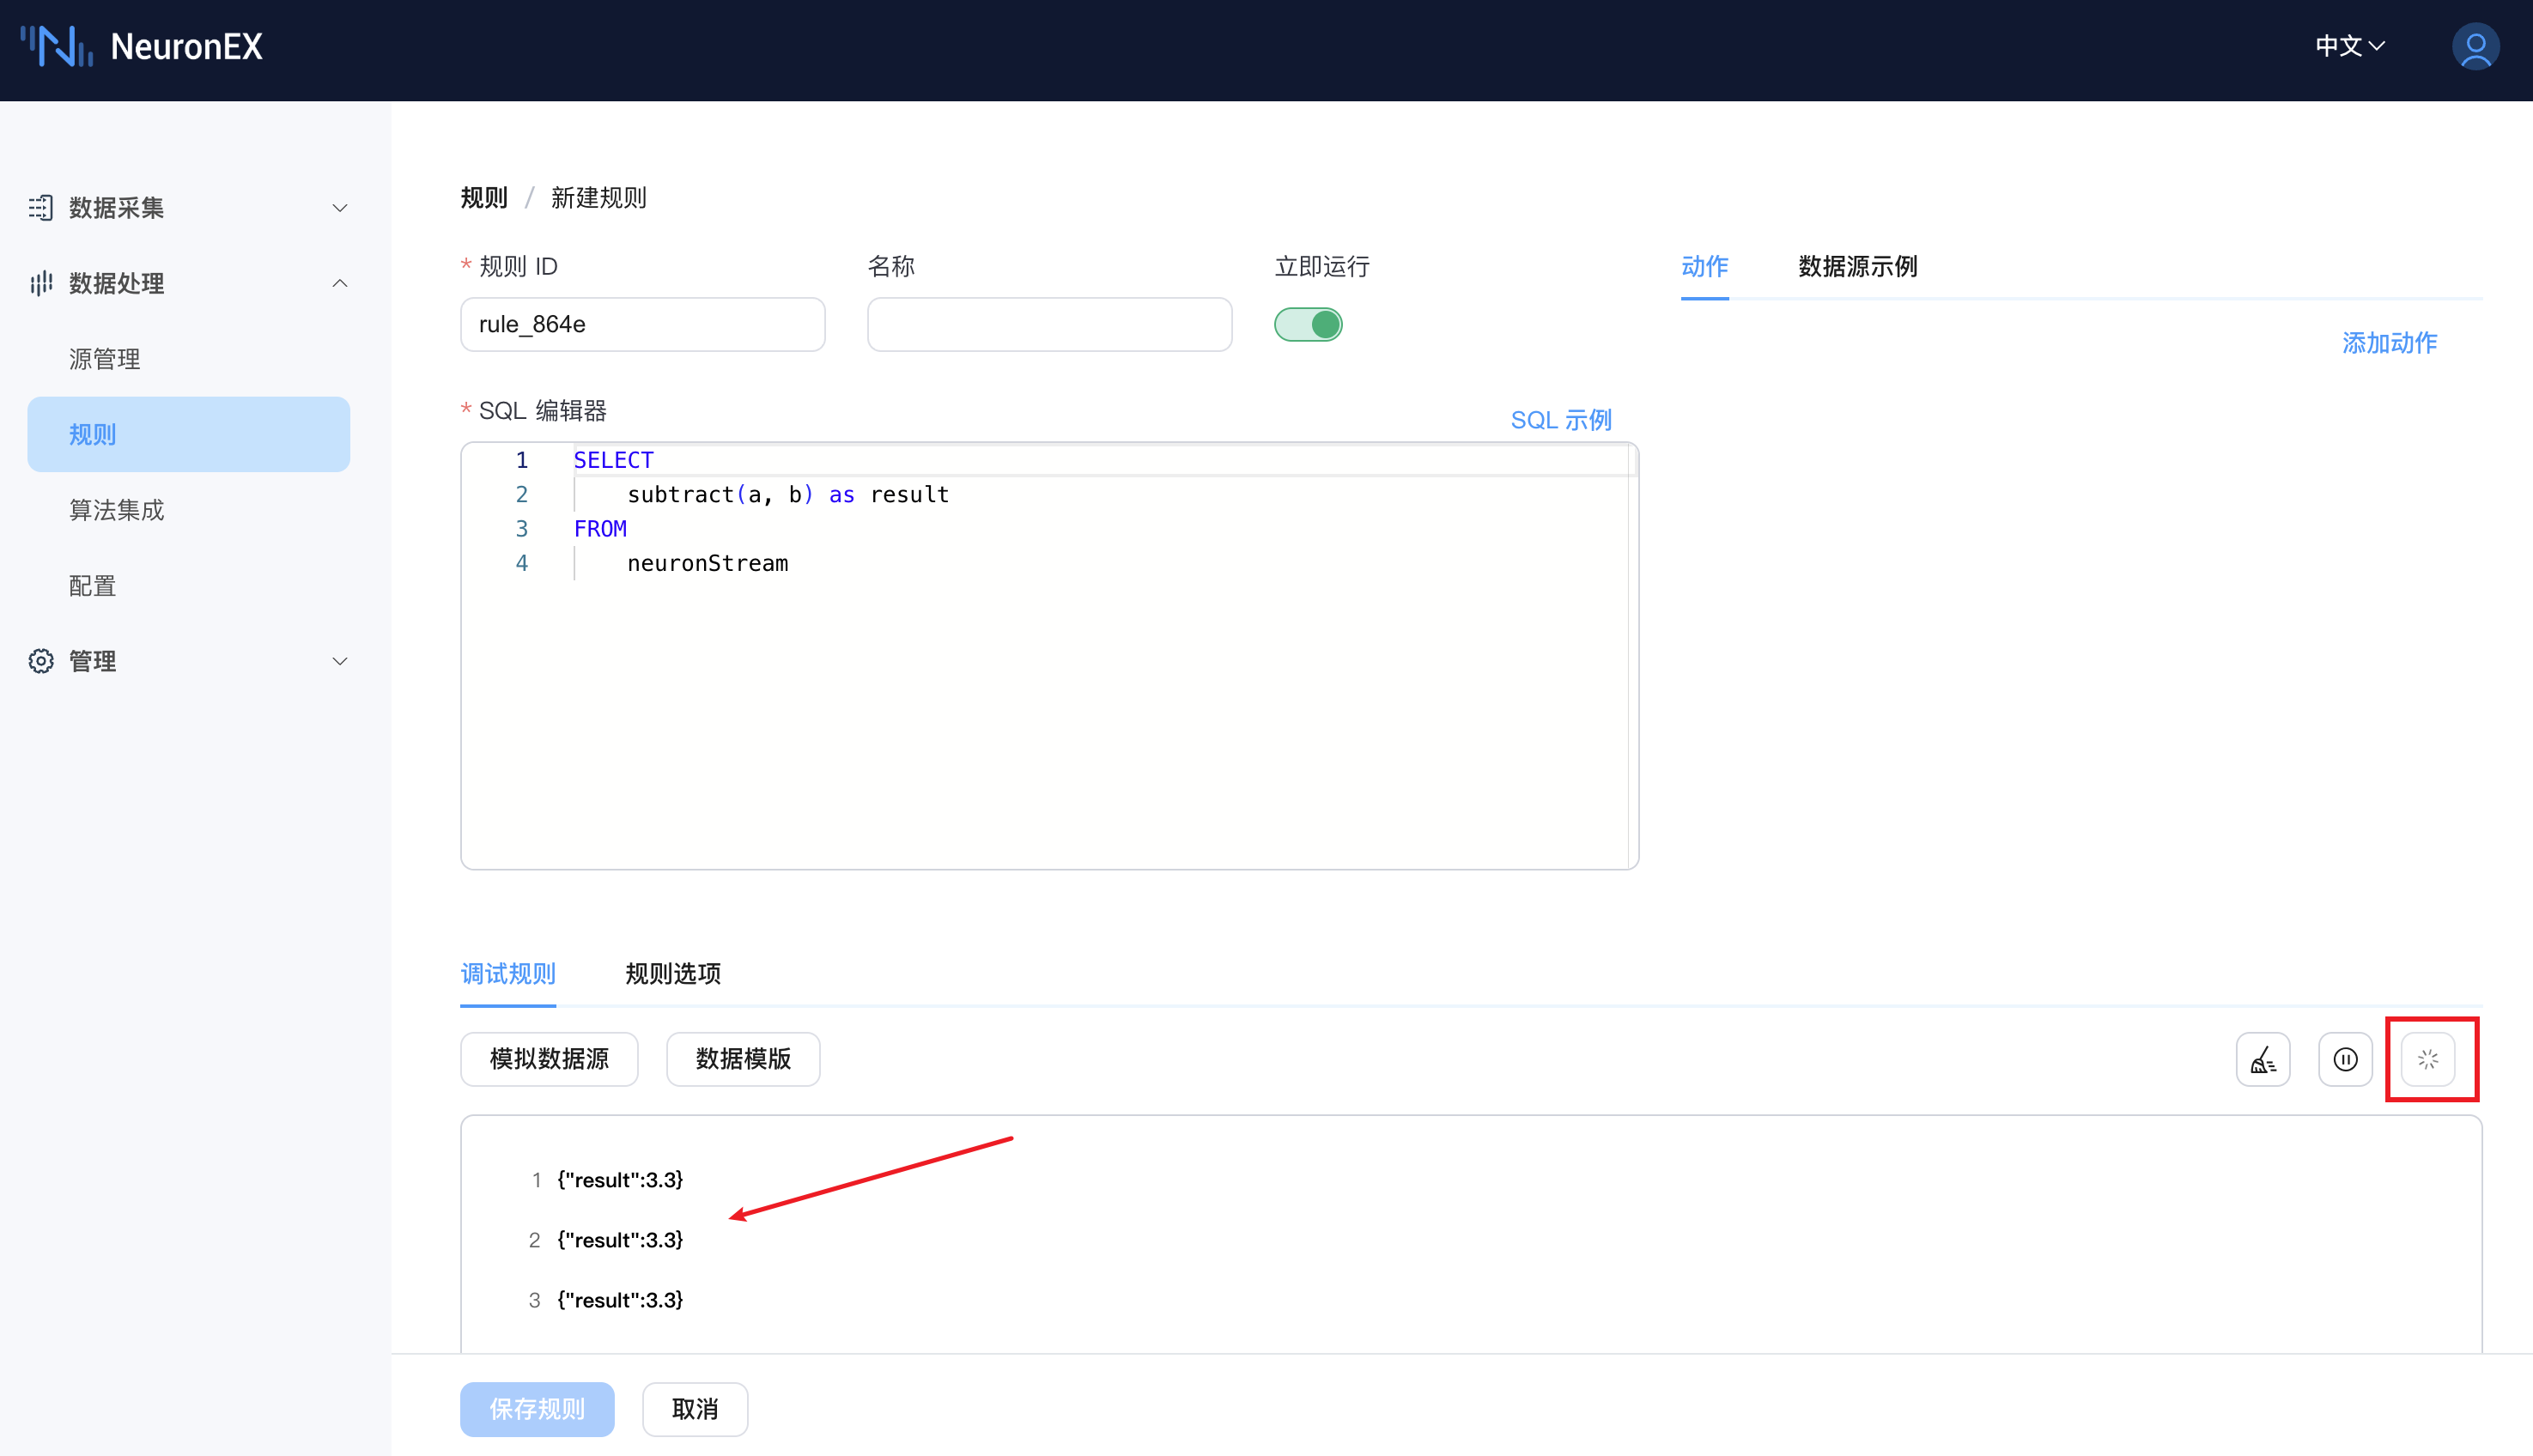 NeuronEX
中文
数据采集
数据处理
源管理
规则
算法集成
配置
管理
规则 / 新建规则
* 规则 ID
名称
立即运行
rule_864e
动作
数据源示例
添加动作
* SQL 编辑器
SQL 示例
1 SELECT
2 subtract(a, b) as result
3 FROM
4 neuronStream
调试规则
规则选项
模拟数据源
数据模版
1 {"result":3.3}
2 {"result":3.3}
3 {"result":3.3}
保存规则
取消